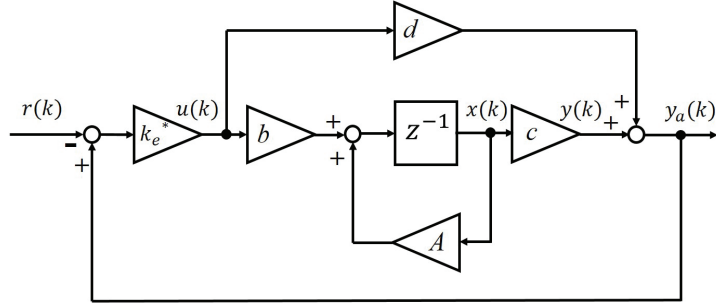 d
r(k)
u(k)
x(k)
y(k)
y_a(k)
+
+
+
-
k_e^*
b
z^{-1}
c
+
+
+
A